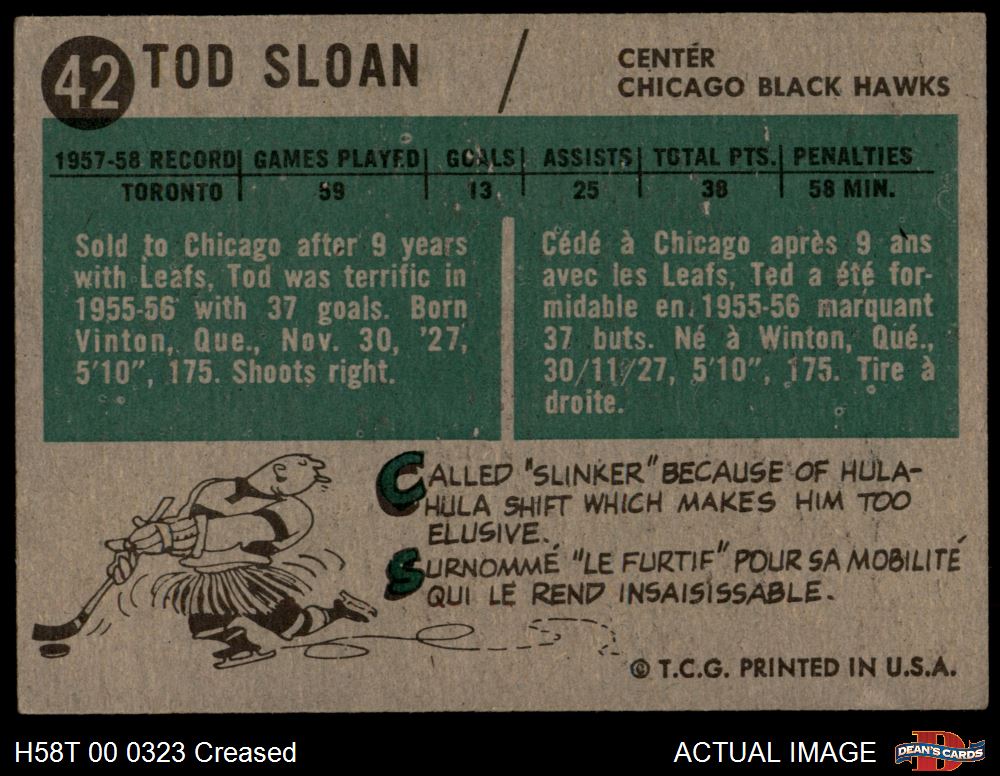 42 TOD SLOAN / CENTER
CHICAGO BLACK HAWKS
1957-58 RECORD GAMES PLAYED GOALS ASSISTS TOTAL PTS. PENALTIES
TORONTO 59 13 25 38 58 MIN.
Sold to Chicago after 9 years
with Leafs, Tod was terrific in
1955-56 with 37 goals. Born
Vinton, Que., Nov. 30, '27,
5'10", 175. Shoots right.
Cédé à Chicago après 9 ans
avec les Leafs, Ted a été for-
midable en 1955-56 marquant
37 buts. Né à Winton, Qué.,
30/11/27, 5'10", 175. Tire à
droite.
CALLED "SLINKER" BECAUSE OF HULA-
HULA SHIFT WHICH MAKES HIM TOO
ELUSIVE.
SURNOMMÉ "LE FURTIF" POUR SA MOBILITÉ
QUI LE REND INSAISISSABLE.
© T.C.G. PRINTED IN U.S.A.
H58T 00 0323 Creased
ACTUAL IMAGE
DEAN'S CARDS